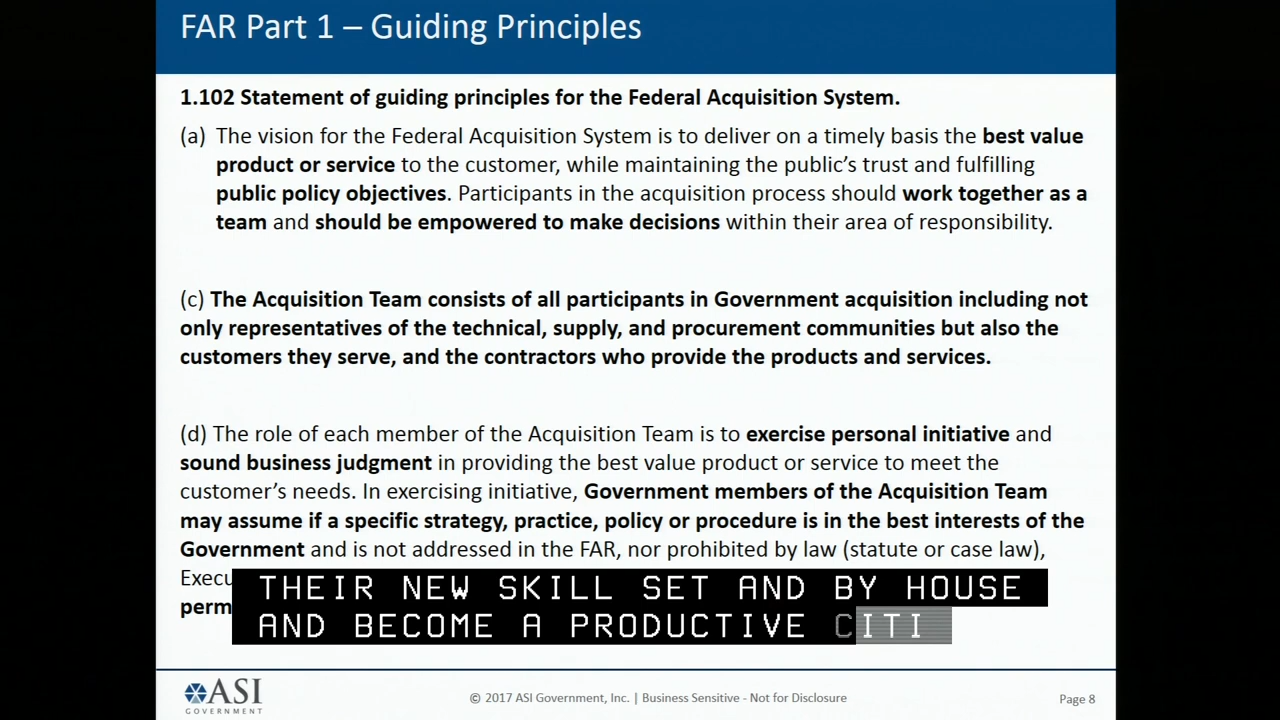 FAR Part 1 – Guiding Principles
1.102 Statement of guiding principles for the Federal Acquisition System.
(a) The vision for the Federal Acquisition System is to deliver on a timely basis the best value
product or service to the customer, while maintaining the public’s trust and fulfilling
public policy objectives. Participants in the acquisition process should work together as a
team and should be empowered to make decisions within their area of responsibility.
(c) The Acquisition Team consists of all participants in Government acquisition including not
only representatives of the technical, supply, and procurement communities but also the
customers they serve, and the contractors who provide the products and services.
(d) The role of each member of the Acquisition Team is to exercise personal initiative and
sound business judgment in providing the best value product or service to meet the
customer’s needs. In exercising initiative, Government members of the Acquisition Team
may assume if a specific strategy, practice, policy or procedure is in the best interests of the
Government and is not addressed in the FAR, nor prohibited by law (statute or case law),
THEIR NEW SKILL SET AND BY HOUSE
AND BECOME A PRODUCTIVE CITI
ASI
GOVERNMENT
© 2017 ASI Government, Inc. | Business Sensitive - Not for Disclosure
Page 8